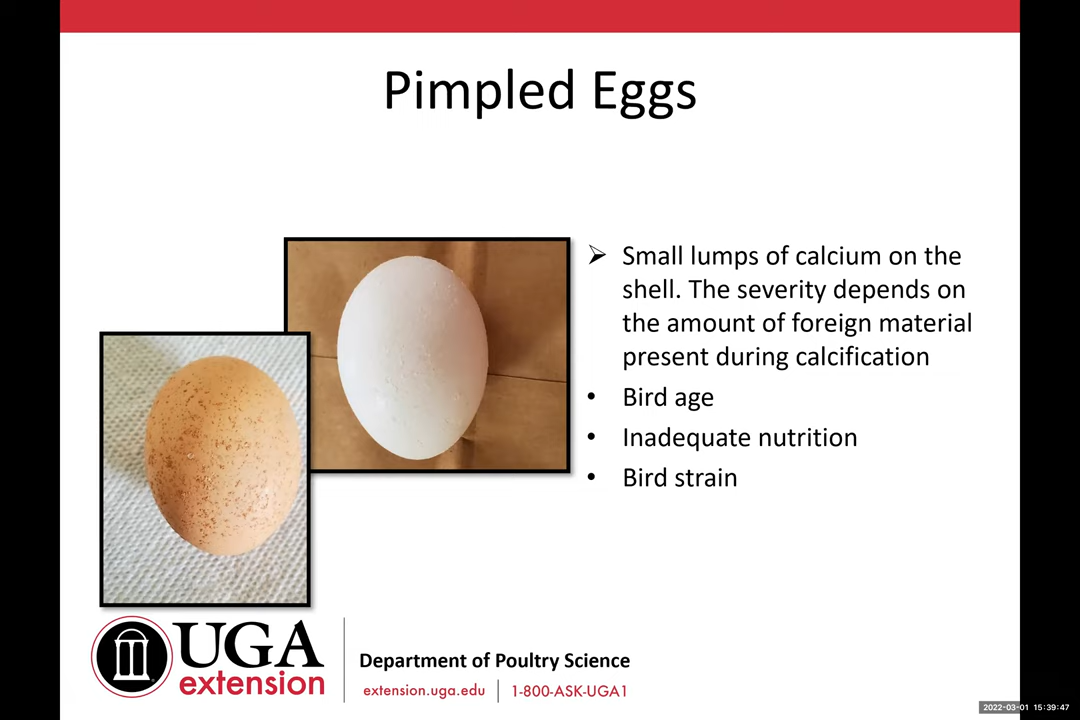 Pimpled Eggs
➢ Small lumps of calcium on the
shell. The severity depends on
the amount of foreign material
present during calcification
• Bird age
• Inadequate nutrition
• Bird strain
UGA
extension
Department of Poultry Science
extension.uga.edu | 1-800-ASK-UGA1
2022-03-01 15:39:47